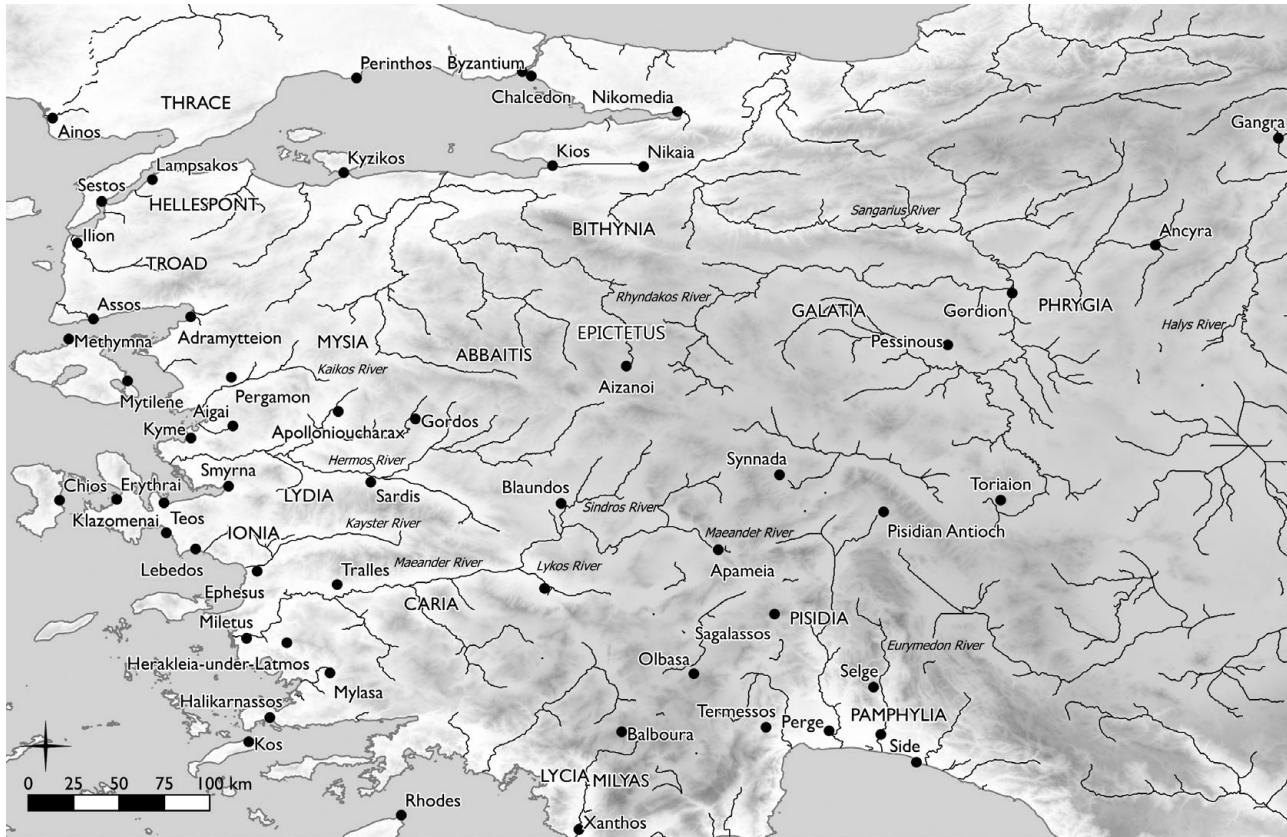 Perinthos
Byzantium
Chalcedon
THRACE
Nikomedia
Ainos
Gangra
Lampsakos
Kyzikos
Kios
Nikaia
Sestos
HELLESPONT
Sangarius River
BITHYNIA
Ancyra
Ilion
TROAD
Rhyndakos River
Assos
GALATIA
Gordion
PHRYGIA
Adramytteion
Methymna
MYSIA
EPICTETUS
Halys River
Pessinous
ABBAITIS
Kaikos River
Aizanoi
Mytilene
Pergamon
Aigai
Kyme
Apollonioucharax
Gordos
Hermos River
Smyrna
Synnada
Chios
Erythrai
LYDIA
Sardis
Blaundos
Toriaion
Klazomenai
Teos
Sindros River
Kayster River
IONIA
Maeander River
Pisidian Antioch
Lebedos
Maeander River
Lykos River
Apameia
Tralles
Ephesus
CARIA
Miletus
PISIDIA
Sagalassos
Eurymedon River
Herakleia-under-Latmos
Olbasa
Selge
Mylasa
Halikarnassos
Termessos
Perge
PAMPHYLIA
Kos
Balboura
Side
0 25 50 75 100 km
LYCIA
MILYAS
Rhodes
Xanthos